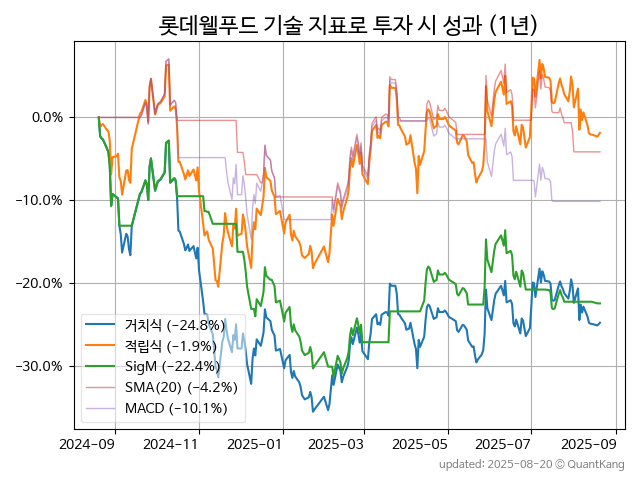 롯데웰푸드 기술 지표로 투자 시 성과 (1년)
0.0%
−10.0%
−20.0%
−30.0%
거치식 (−24.8%)
적립식 (−1.9%)
SigM (−22.4%)
SMA(20) (−4.2%)
MACD (−10.1%)
2024-09
2024-11
2025-01
2025-03
2025-05
2025-07
2025-09
updated: 2025-08-20 © QuantKang